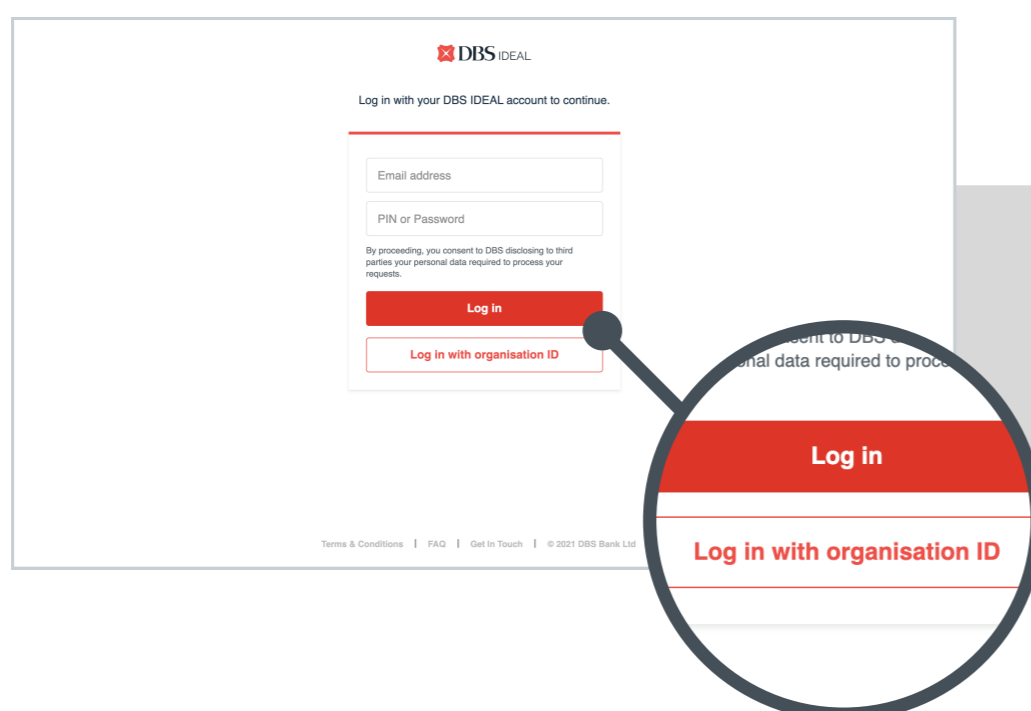 DBS IDEAL
Log in with your DBS IDEAL account to continue.
Email address
PIN or Password
By proceeding, you consent to DBS disclosing to third
parties your personal data required to process your
requests.
Log in
Log in with organisation ID
Terms & Conditions | FAQ | Get In Touch | © 2021 DBS Bank Ltd
to DBS
data required to
Log in
Log in with organisation ID